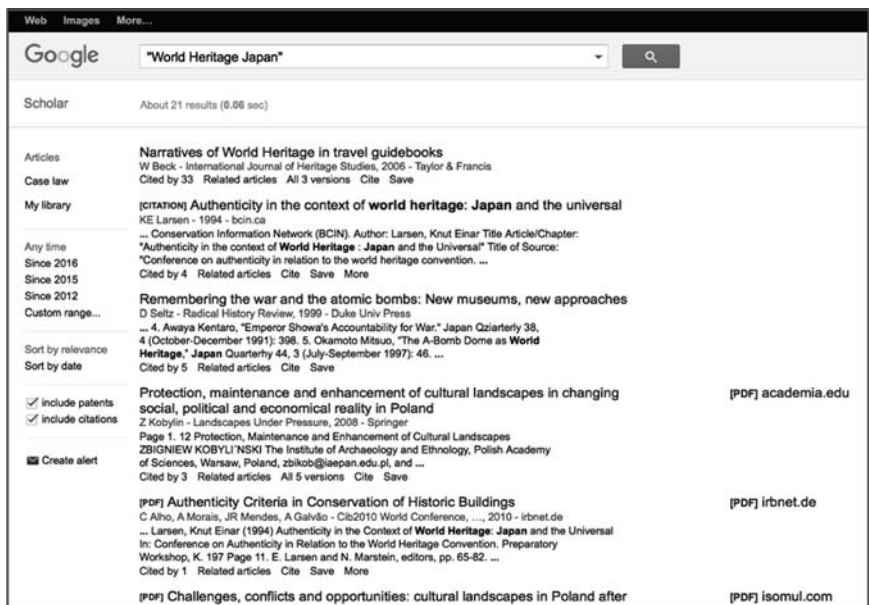 Web Images More...
Google
"World Heritage Japan"
Scholar
About 21 results (0.06 sec)
Articles
Case law
My library
Any time
Since 2016
Since 2015
Since 2012
Custom range...
Sort by relevance
Sort by date
include patents
include citations
Create alert
Narratives of World Heritage in travel guidebooks
W Beck - International Journal of Heritage Studies, 2006 - Taylor & Francis
Cited by 33 Related articles All 3 versions Cite Save
[CITATION] Authenticity in the context of world heritage: Japan and the universal
KE Larsen - 1994 - bcin.ca
... Conservation Information Network (BCIN). Author: Larsen, Knut Einar Title Article/Chapter:
"Authenticity in the context of World Heritage : Japan and the Universal" Title of Source:
"Conference on authenticity in relation to the world heritage convention. ...
Cited by 4 Related articles Cite Save More
Remembering the war and the atomic bombs: New museums, new approaches
D Seltz - Radical History Review, 1999 - Duke Univ Press
... 4. Awaya Kentaro, "Emperor Showa's Accountability for War." Japan Qziarterly 38,
4 (October-December 1991): 398. 5. Okamoto Mitsuo, "The A-Bomb Dome as World
Heritage," Japan Quarterhy 44, 3 (July-September 1997): 46. ...
Cited by 5 Related articles Cite Save
Protection, maintenance and enhancement of cultural landscapes in changing
social, political and economical reality in Poland
Z Kobylin - Landscapes Under Pressure, 2008 - Springer
Page 1. 12 Protection, Maintenance and Enhancement of Cultural Landscapes
ZBIGNIEW KOBYLI´NSKI The Institute of Archaeology and Ethnology, Polish Academy
of Sciences, Warsaw, Poland, zbikob@iaepan.edu.pl, and ...
Cited by 3 Related articles All 5 versions Cite Save
[PDF] academia.edu
[PDF] Authenticity Criteria in Conservation of Historic Buildings
C Alho, A Morais, JR Mendes, A Galvão - Cib2010 World Conference, ..., 2010 - irbnet.de
... Larsen, Knut Einar (1994) Authenticity in the Context of World Heritage: Japan and the Universal
In: Conference on Authenticity in Relation to the World Heritage Convention. Preparatory
Workshop, K. 197 Page 11. E. Larsen and N. Marstein, editors, pp. 65-82. ...
Cited by 1 Related articles Cite Save More
[PDF] irbnet.de
[PDF] Challenges, conflicts and opportunities: cultural landscapes in Poland after
[PDF] isomul.com